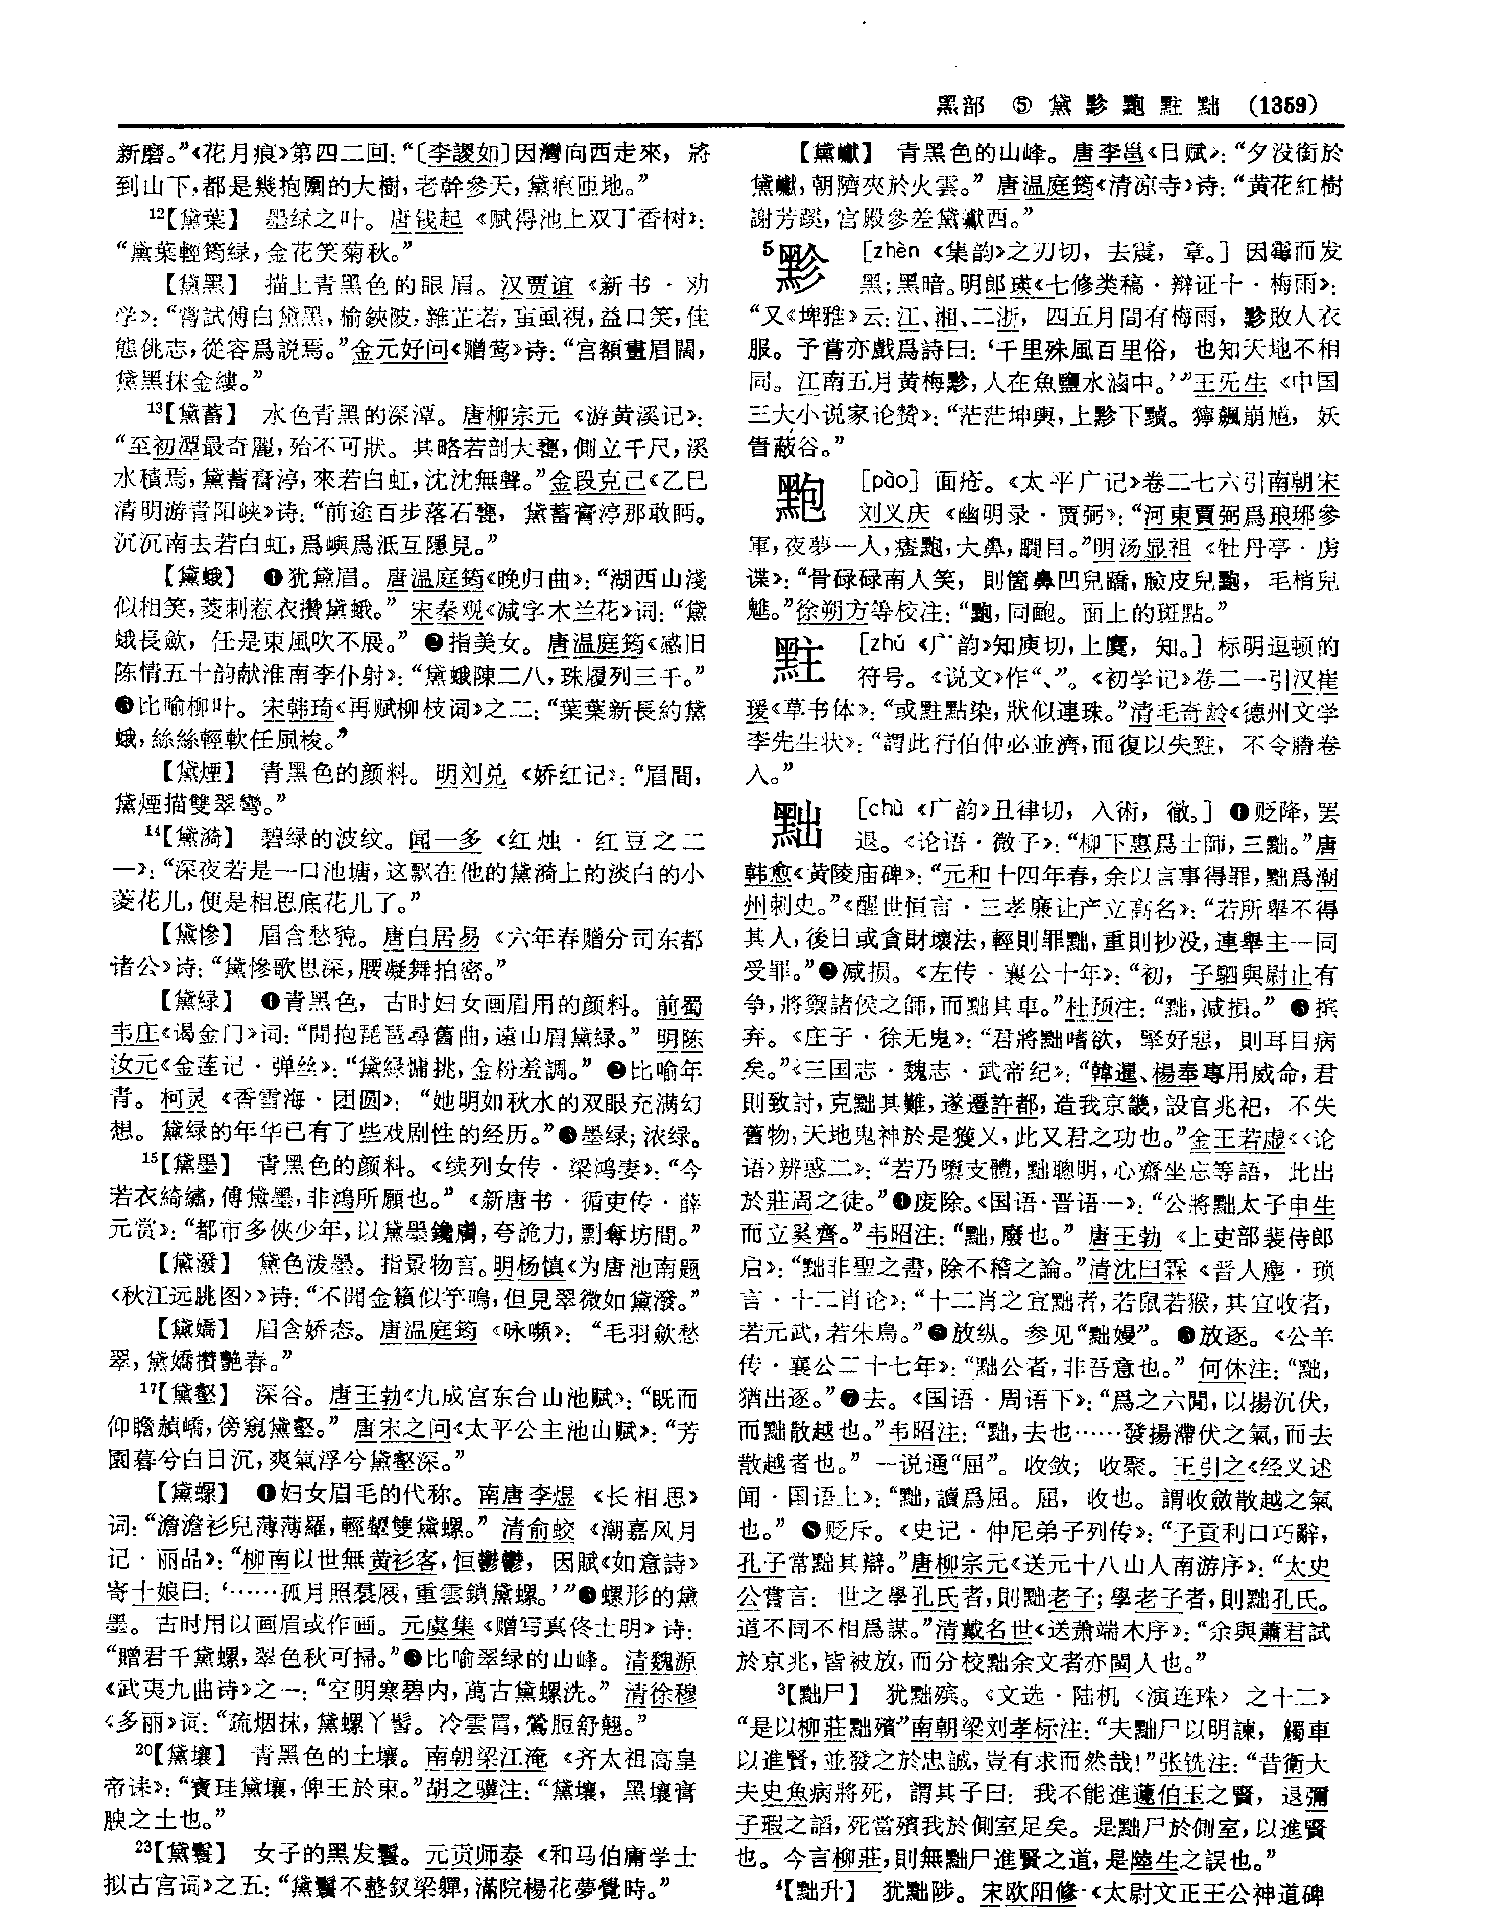 黑部 ⑤ 黛黪䵌黈黜 (1359)
新磨。”《花月痕》第四二回：“〔李謖如〕因灣向西走來，將
到山下，都是幾抱圍的大樹，老幹參天，黛痕匝地。”
12【黛葉】 墨绿之叶。唐钱起《赋得池上双丁香树》：
“黛葉輕筠绿，金花笑菊秋。”
【黛黑】 描上青黑色的眼眉。汉贾谊《新书·劝
学》：“嘗試傅白黛黑，榆鋏陂，雜芷若，䖟虱視，益口笑，佳
態佻志，從容爲説焉。”金元好问《赠莺》诗：“宫額畫眉闊，
黛黑抹金縷。”
13【黛蓄】 水色青黑的深潭。唐柳宗元《游黄溪记》：
“至初潭最奇麗，殆不可狀。其略若剖大甕，側立千尺，溪
水積焉，黛蓄膏渟，來若白虹，沈沈無聲。”金段克己《乙巳
清明游青阳峡》诗：“前途百步落石甕，黛蓄膏渟那敢眄。
沉沉南去若白虹，爲嶼爲泜互隱見。”
【黛蛾】 ❶犹黛眉。唐温庭筠《晚归曲》：“湖西山淺
似相笑，菱刺惹衣攢黛蛾。”宋秦观《减字木兰花》词：“黛
蛾長斂，任是東風吹不展。”❷指美女。唐温庭筠《感旧
陈情五十韵献淮南李仆射》：“黛蛾陳二八，珠履列三千。”
❸比喻柳叶。宋韩琦《再赋柳枝词》之二：“葉葉新長約黛
蛾，絲絲輕軟任風梭。”
【黛煙】 青黑色的颜料。明刘兑《娇红记》：“眉間，
黛煙描雙翠彎。”
14【黛漪】 碧绿的波纹。闻一多《红烛·红豆之二
一》：“深夜若是一口池塘，这飘在他的黛漪上的淡白的小
菱花儿，便是相思底花儿了。”
【黛慘】 眉含愁貌。唐白居易《六年春赠分司东都
诸公》诗：“黛慘歌思深，腰凝舞拍密。”
【黛绿】 ❶青黑色，古时妇女画眉用的颜料。前蜀
韦庄《谒金门》词：“閒抱琵琶尋舊曲，遠山眉黛緑。”明陈
汝元《金莲记·弹丝》：“黛緑慵挑，金粉羞調。”❷比喻年
青。柯灵《香雪海·团圆》：“她明如秋水的双眼充满幻
想。黛绿的年华已有了些戏剧性的经历。”❸墨绿；浓绿。
15【黛墨】 青黑色的颜料。《续列女传·梁鸿妻》：“今
若衣綺繡，傅黛墨，非鴻所願也。”《新唐书·循吏传·薛
元赏》：“都市多俠少年，以黛墨鑱膚，夸詭力，剽奪坊間。”
【黛潑】 黛色泼墨。指景物言。明杨慎《为唐池南题
〈秋江远眺图〉》诗：“不聞金籟似竽鳴，但見翠微如黛潑。”
【黛嬌】 眉含娇态。唐温庭筠《咏嚬》：“毛羽斂愁
翠，黛嬌攢艷春。”
17【黛壑】 深谷。唐王勃《九成宫东台山池赋》：“既而
仰瞻赬嶠，傍窺黛壑。”唐宋之问《太平公主池山赋》：“芳
園暮兮白日沉，爽氣浮兮黛壑深。”
【黛螺】 ❶妇女眉毛的代称。南唐李煜《长相思》
词：“澹澹衫兒薄薄羅，輕顰雙黛螺。”清俞蛟《潮嘉风月
记·丽品》：“柳南以世無黄衫客，恒鬱鬱，因賦《如意詩》
寄十娘曰：‘……孤月照褰扆，重雲鎖黛螺。’”❷螺形的黛
墨。古时用以画眉或作画。元虞集《赠写真佟士明》诗：
“贈君千黛螺，翠色秋可掃。”❸比喻翠绿的山峰。清魏源
《武夷九曲诗》之一：“空明寒碧内，萬古黛螺洗。”清徐穆
《多丽》词：“疏烟抹，黛螺丫髻。冷雲罥，鶯脰舒翹。”
20【黛壤】 青黑色的土壤。南朝梁江淹《齐太祖高皇
帝诔》：“寶珪黛壤，俾王於東。”胡之骥注：“黛壤，黑壤膏
腴之土也。”
23【黛鬟】 女子的黑发鬟。元贡师泰《和马伯庸学士
拟古宫词》之五：“黛鬟不整釵梁軃，滿院楊花夢覺時。”
【黛巘】 青黑色的山峰。唐李邕《日赋》：“夕没銜於
黛巘，朝隮夾於火雲。”唐温庭筠《清凉寺》诗：“黄花紅樹
謝芳蹊，宫殿參差黛巘西。”
5黪 [zhèn《集韵》之刃切，去震，章。] 因霉而发
黑；黑暗。明郎瑛《七修类稿·辩证十·梅雨》：
“又《埤雅》云：江、湘、二浙，四五月間有梅雨，黪敗人衣
服。予嘗亦戲爲詩曰：‘千里殊風百里俗，也知天地不相
同。江南五月黄梅黪，人在魚鹽水滷中。’”王旡生《中国
三大小说家论赞》：“茫茫坤輿，上黪下黷。獰飈崩尵，妖
眚蔽谷。”
䵌 [pào] 面疮。《太平广记》卷二七六引南朝宋
刘义庆《幽明录·贾弼》：“河東賈弼爲琅琊參
軍，夜夢一人，㾴䵌，大鼻，瞷目。”明汤显祖《牡丹亭·虏
谍》：“骨碌碌南人笑，則箇鼻凹兒蹻，臉皮兒䵌，毛梢兒
魋。”徐朔方等校注：“䵌，同皰。面上的斑點。”
黈 [zhǔ《广韵》知庾切，上麌，知。] 标明逗顿的
符号。《说文》作“、”。《初学记》卷二一引汉崔
瑗《草书体》：“或黈點染，狀似連珠。”清毛奇龄《德州文学
李先生状》：“謂此行伯仲必並濟，而復以失黈，不令謄卷
入。”
黜 [chù《广韵》丑律切，入術，徹。] ❶贬降，罢
退。《论语·微子》：“柳下惠爲士師，三黜。”唐
韩愈《黄陵庙碑》：“元和十四年春，余以言事得罪，黜爲潮
州刺史。”《醒世恒言·三孝廉让产立高名》：“若所舉不得
其人，後日或貪財壞法，輕則罪黜，重則抄没，連舉主一同
受罪。”❷减损。《左传·襄公十年》：“初，子駟與尉止有
争，將禦諸侯之師，而黜其車。”杜预注：“黜，减損。”❸摈
弃。《庄子·徐无鬼》：“君將黜嗜欲，掔好惡，則耳目病
矣。”《三国志·魏志·武帝纪》：“韓暹、楊奉專用威命，君
則致討，克黜其難，遂遷許都，造我京畿，設官兆祀，不失
舊物，天地鬼神於是獲乂，此又君之功也。”金王若虚《〈论
语〉辨惑二》：“若乃隳支體，黜聰明，心齋坐忘等語，此出
於莊周之徒。”❹废除。《国语·晋语一》：“公將黜太子申生
而立奚齊。”韦昭注：“黜，廢也。”唐王勃《上吏部裴侍郎
启》：“黜非聖之書，除不稽之論。”清沈曰霖《晋人麈·琐
言·十二肖论》：“十二肖之宜黜者，若鼠若猴，其宜收者，
若元武，若朱鳥。”❺放纵。参见“黜嫚”。❻放逐。《公羊
传·襄公二十七年》：“黜公者，非吾意也。”何休注：“黜，
猶出逐。”❼去。《国语·周语下》：“爲之六閒，以揚沉伏，
而黜散越也。”韦昭注：“黜，去也……發揚滯伏之氣，而去
散越者也。”一说通“屈”。收敛；收聚。王引之《经义述
闻·国语上》：“黜，讀爲屈。屈，收也。謂收斂散越之氣
也。”❽贬斥。《史记·仲尼弟子列传》：“子貢利口巧辭，
孔子常黜其辯。”唐柳宗元《送元十八山人南游序》：“太史
公嘗言：世之學孔氏者，則黜老子；學老子者，則黜孔氏。
道不同不相爲謀。”清戴名世《送萧端木序》：“余與蕭君試
於京兆，皆被放，而分校黜余文者亦閩人也。”
3【黜尸】 犹黜殡。《文选·陆机〈演连珠〉之十二》
“是以柳莊黜殯”南朝梁刘孝标注：“夫黜尸以明諫，觸車
以進賢，並發之於忠誠，豈有求而然哉！”张铣注：“昔衛大
夫史魚病將死，謂其子曰：我不能進蘧伯玉之賢，退彌
子瑕之諂，死當殯我於側室足矣。是黜尸於側室，以進賢
也。今言柳莊，則無黜尸進賢之道，是陸生之誤也。”
4【黜升】 犹黜陟。宋欧阳修《太尉文正王公神道碑